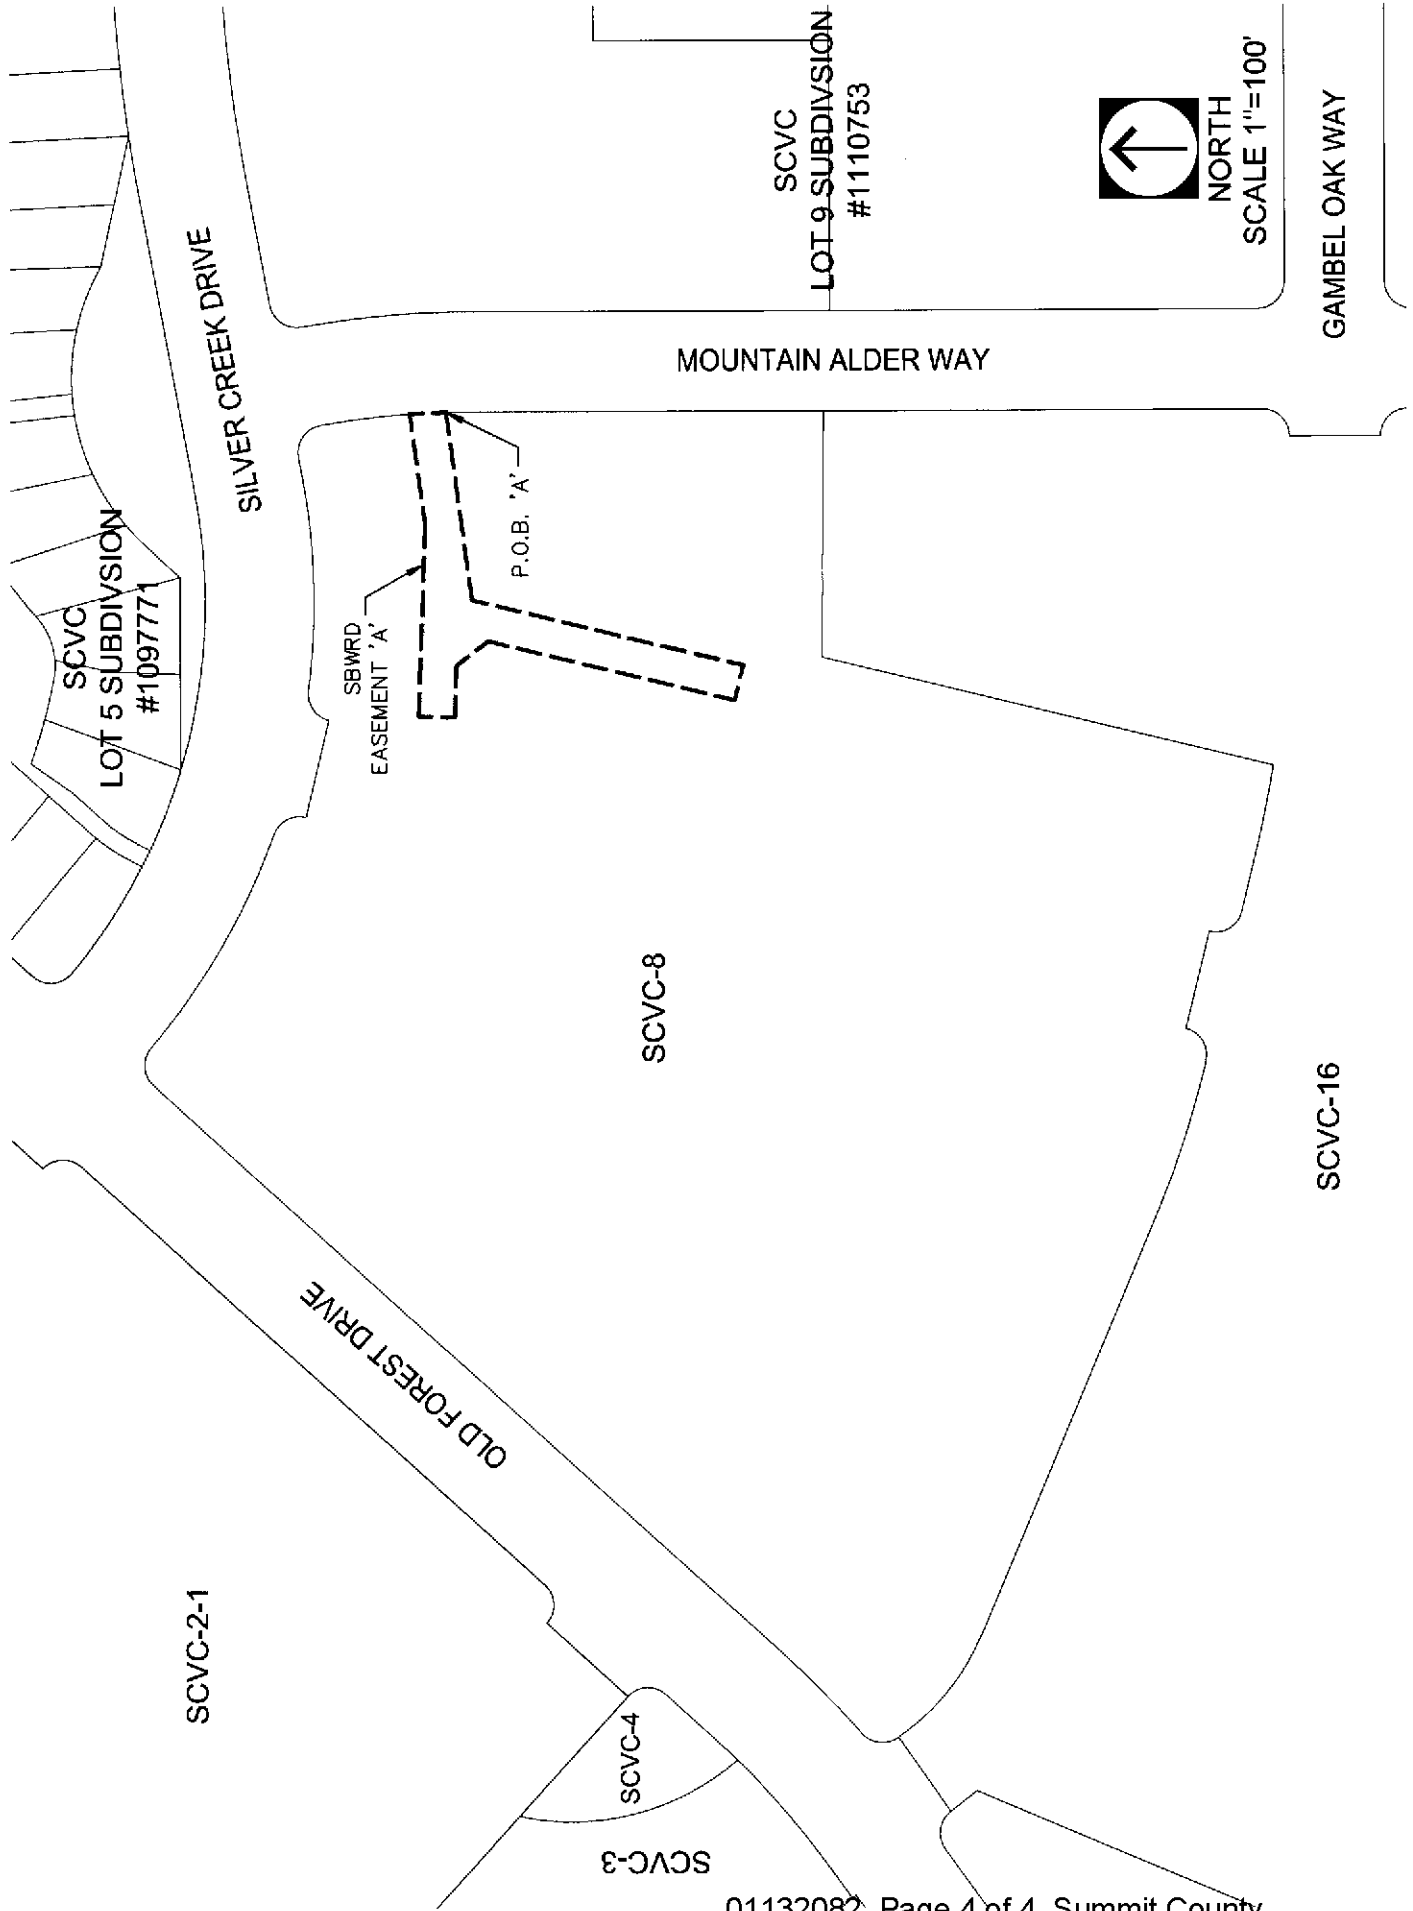 SCVC
LOT 5 SUBDIVSION
#1097771
SILVER CREEK DRIVE
SCVC
LOT 9 SUBDIVSION
#1110753
NORTH
SCALE 1"=100'
GAMBEL OAK WAY
MOUNTAIN ALDER WAY
SBWRD
EASEMENT 'A'
P.O.B. 'A'
SCVC-8
SCVC-16
OLD FOREST DRIVE
SCVC-2-1
SCVC-4
SCVC-3
01132082 Page 4 of 4 Summit County